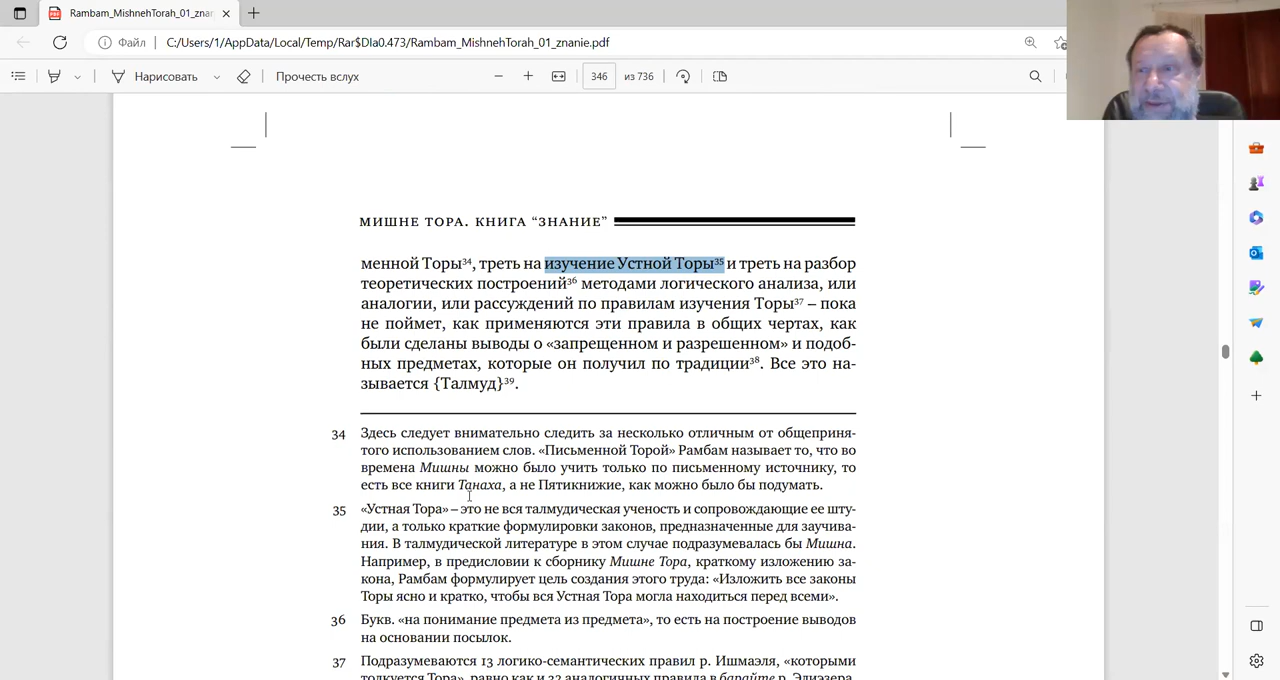 Rambam_MishnehTorah_01_znan
Файл
C:/Users/1/AppData/Local/Temp/Rar$DIa0.473/Rambam_MishnehTorah_01_znanie.pdf
Нарисовать
Прочесть вслух
346 из 736
МИШНЕ ТОРА. КНИГА “ЗНАНИЕ”
менной Торы³⁴, треть на изучение Устной Торы³⁵ и треть на разбор
теоретических построений³⁶ методами логического анализа, или
аналогии, или рассуждений по правилам изучения Торы³⁷ – пока
не поймет, как применяются эти правила в общих чертах, как
были сделаны выводы о «запрещенном и разрешенном» и подоб-
ных предметах, которые он получил по традиции³⁸. Все это на-
зывается {Талмуд}³⁹.
34 Здесь следует внимательно следить за несколько отличным от общеприня-
того использованием слов. «Письменной Торой» Рамбам называет то, что во
времена Мишны можно было учить только по письменному источнику, то
есть все книги Танаха, а не Пятикнижие, как можно было бы подумать.
35 «Устная Тора» – это не вся талмудическая ученость и сопровождающие ее шту-
дии, а только краткие формулировки законов, предназначенные для заучива-
ния. В талмудической литературе в этом случае подразумевалась бы Мишна.
Например, в предисловии к сборнику Мишне Тора, краткому изложению за-
кона, Рамбам формулирует цель создания этого труда: «Изложить все законы
Торы ясно и кратко, чтобы вся Устная Тора могла находиться перед всеми».
36 Букв. «на понимание предмета из предмета», то есть на построение выводов
на основании посылок.
37 Подразумеваются 13 логико-семантических правил р. Ишмаэля, «которыми
толкуется Тора», равно как и 32 аналогичных правила в барайте р. Элиэзера,